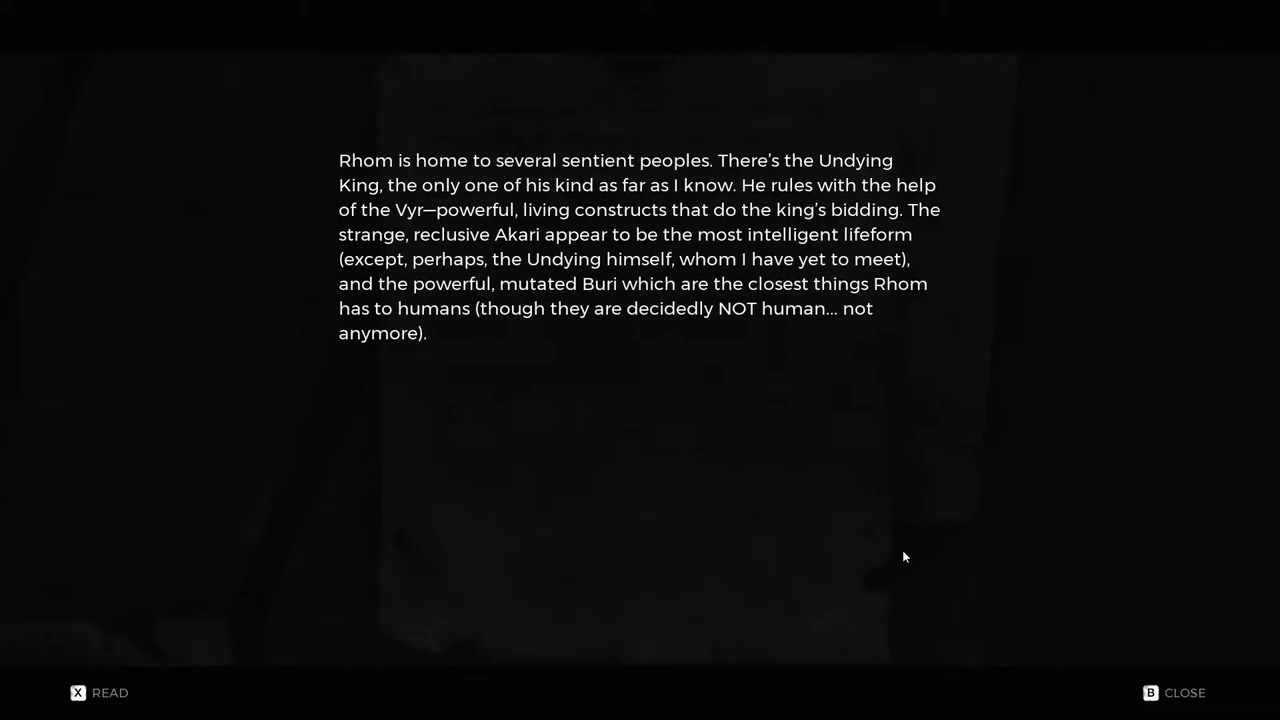 Rhom is home to several sentient peoples. There’s the Undying
King, the only one of his kind as far as I know. He rules with the help
of the Vyr—powerful, living constructs that do the king’s bidding. The
strange, reclusive Akari appear to be the most intelligent lifeform
(except, perhaps, the Undying himself, whom I have yet to meet),
and the powerful, mutated Buri which are the closest things Rhom
has to humans (though they are decidedly NOT human... not
anymore).
X READ
B CLOSE